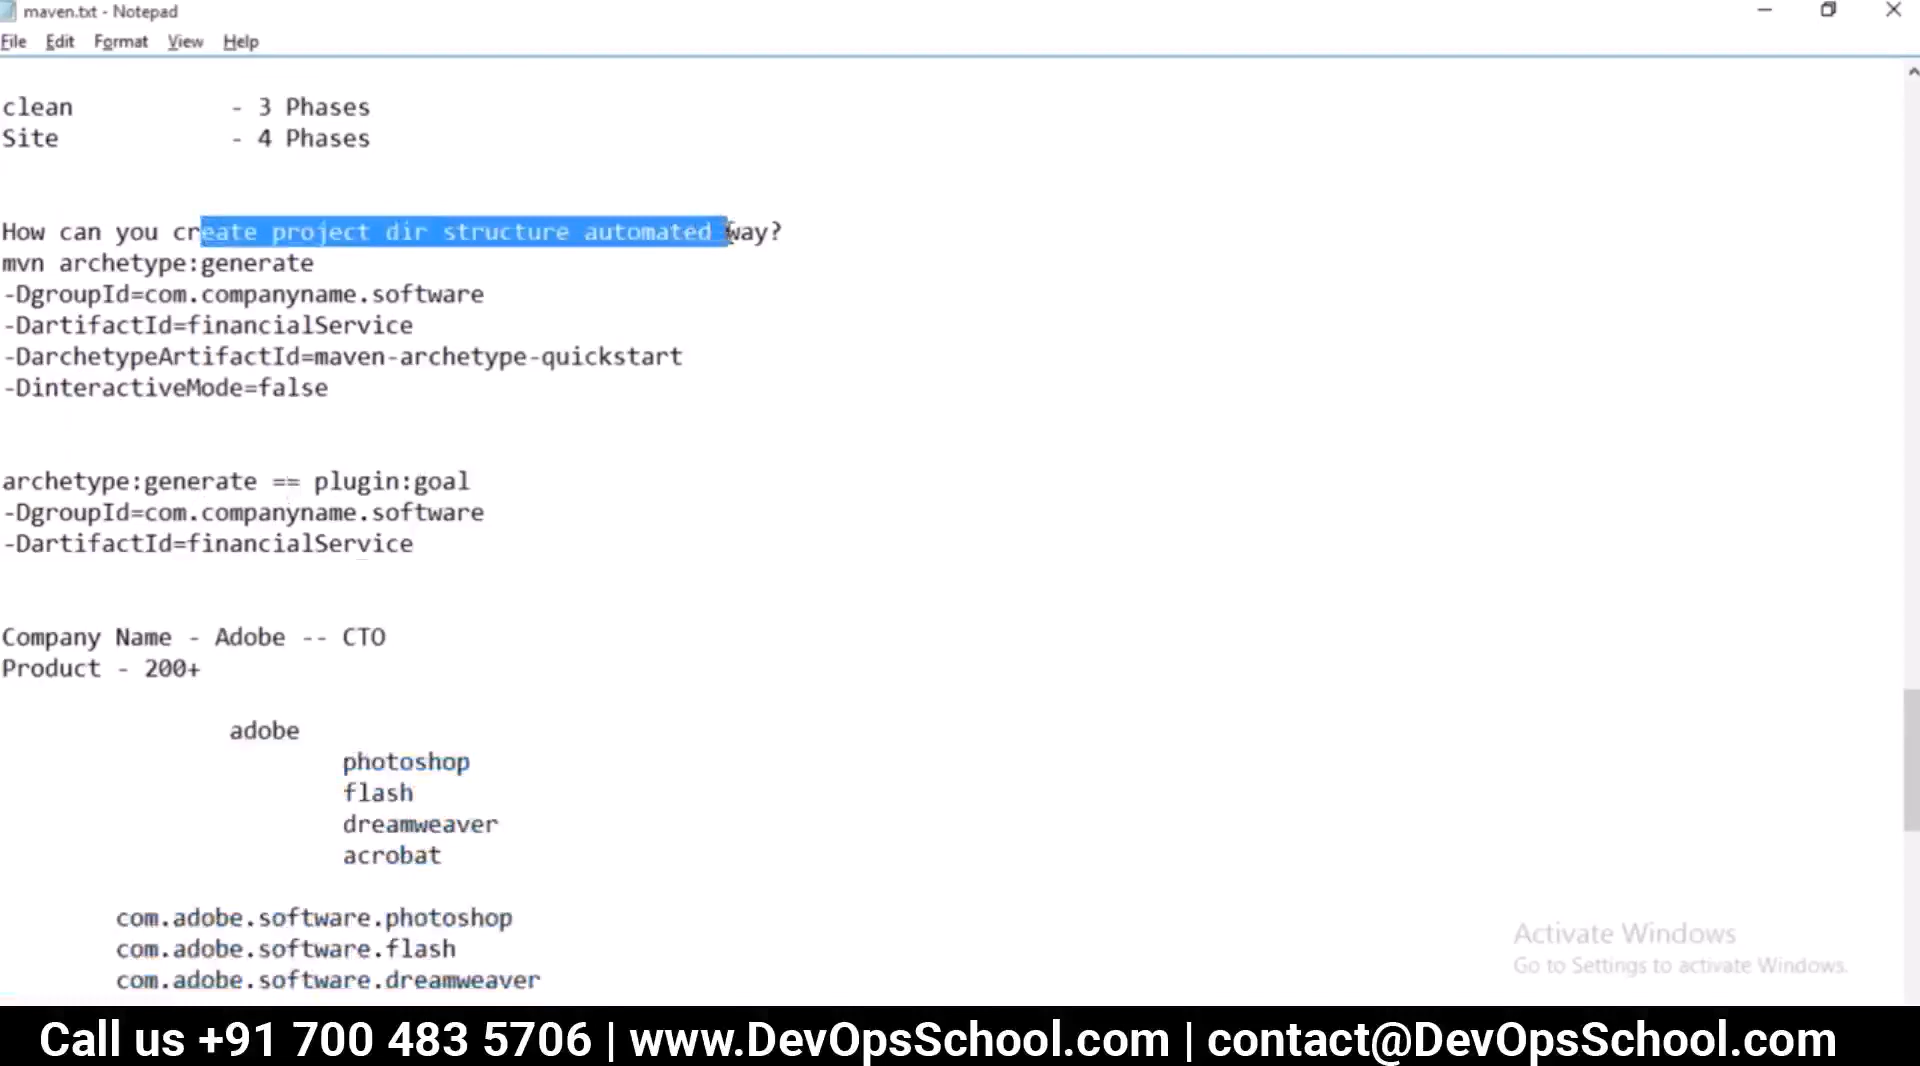 maven.txt - Notepad
File Edit Format View Help
clean - 3 Phases
Site - 4 Phases
How can you create project dir structure automated way?
mvn archetype:generate
-DgroupId=com.companyname.software
-DartifactId=financialService
-DarchetypeArtifactId=maven-archetype-quickstart
-DinteractiveMode=false
archetype:generate == plugin:goal
-DgroupId=com.companyname.software
-DartifactId=financialService
Company Name - Adobe -- CTO
Product - 200+
adobe
photoshop
flash
dreamweaver
acrobat
com.adobe.software.photoshop
com.adobe.software.flash
com.adobe.software.dreamweaver
Activate Windows
Go to Settings to activate Windows.
Call us +91 700 483 5706 | www.DevOpsSchool.com | contact@DevOpsSchool.com